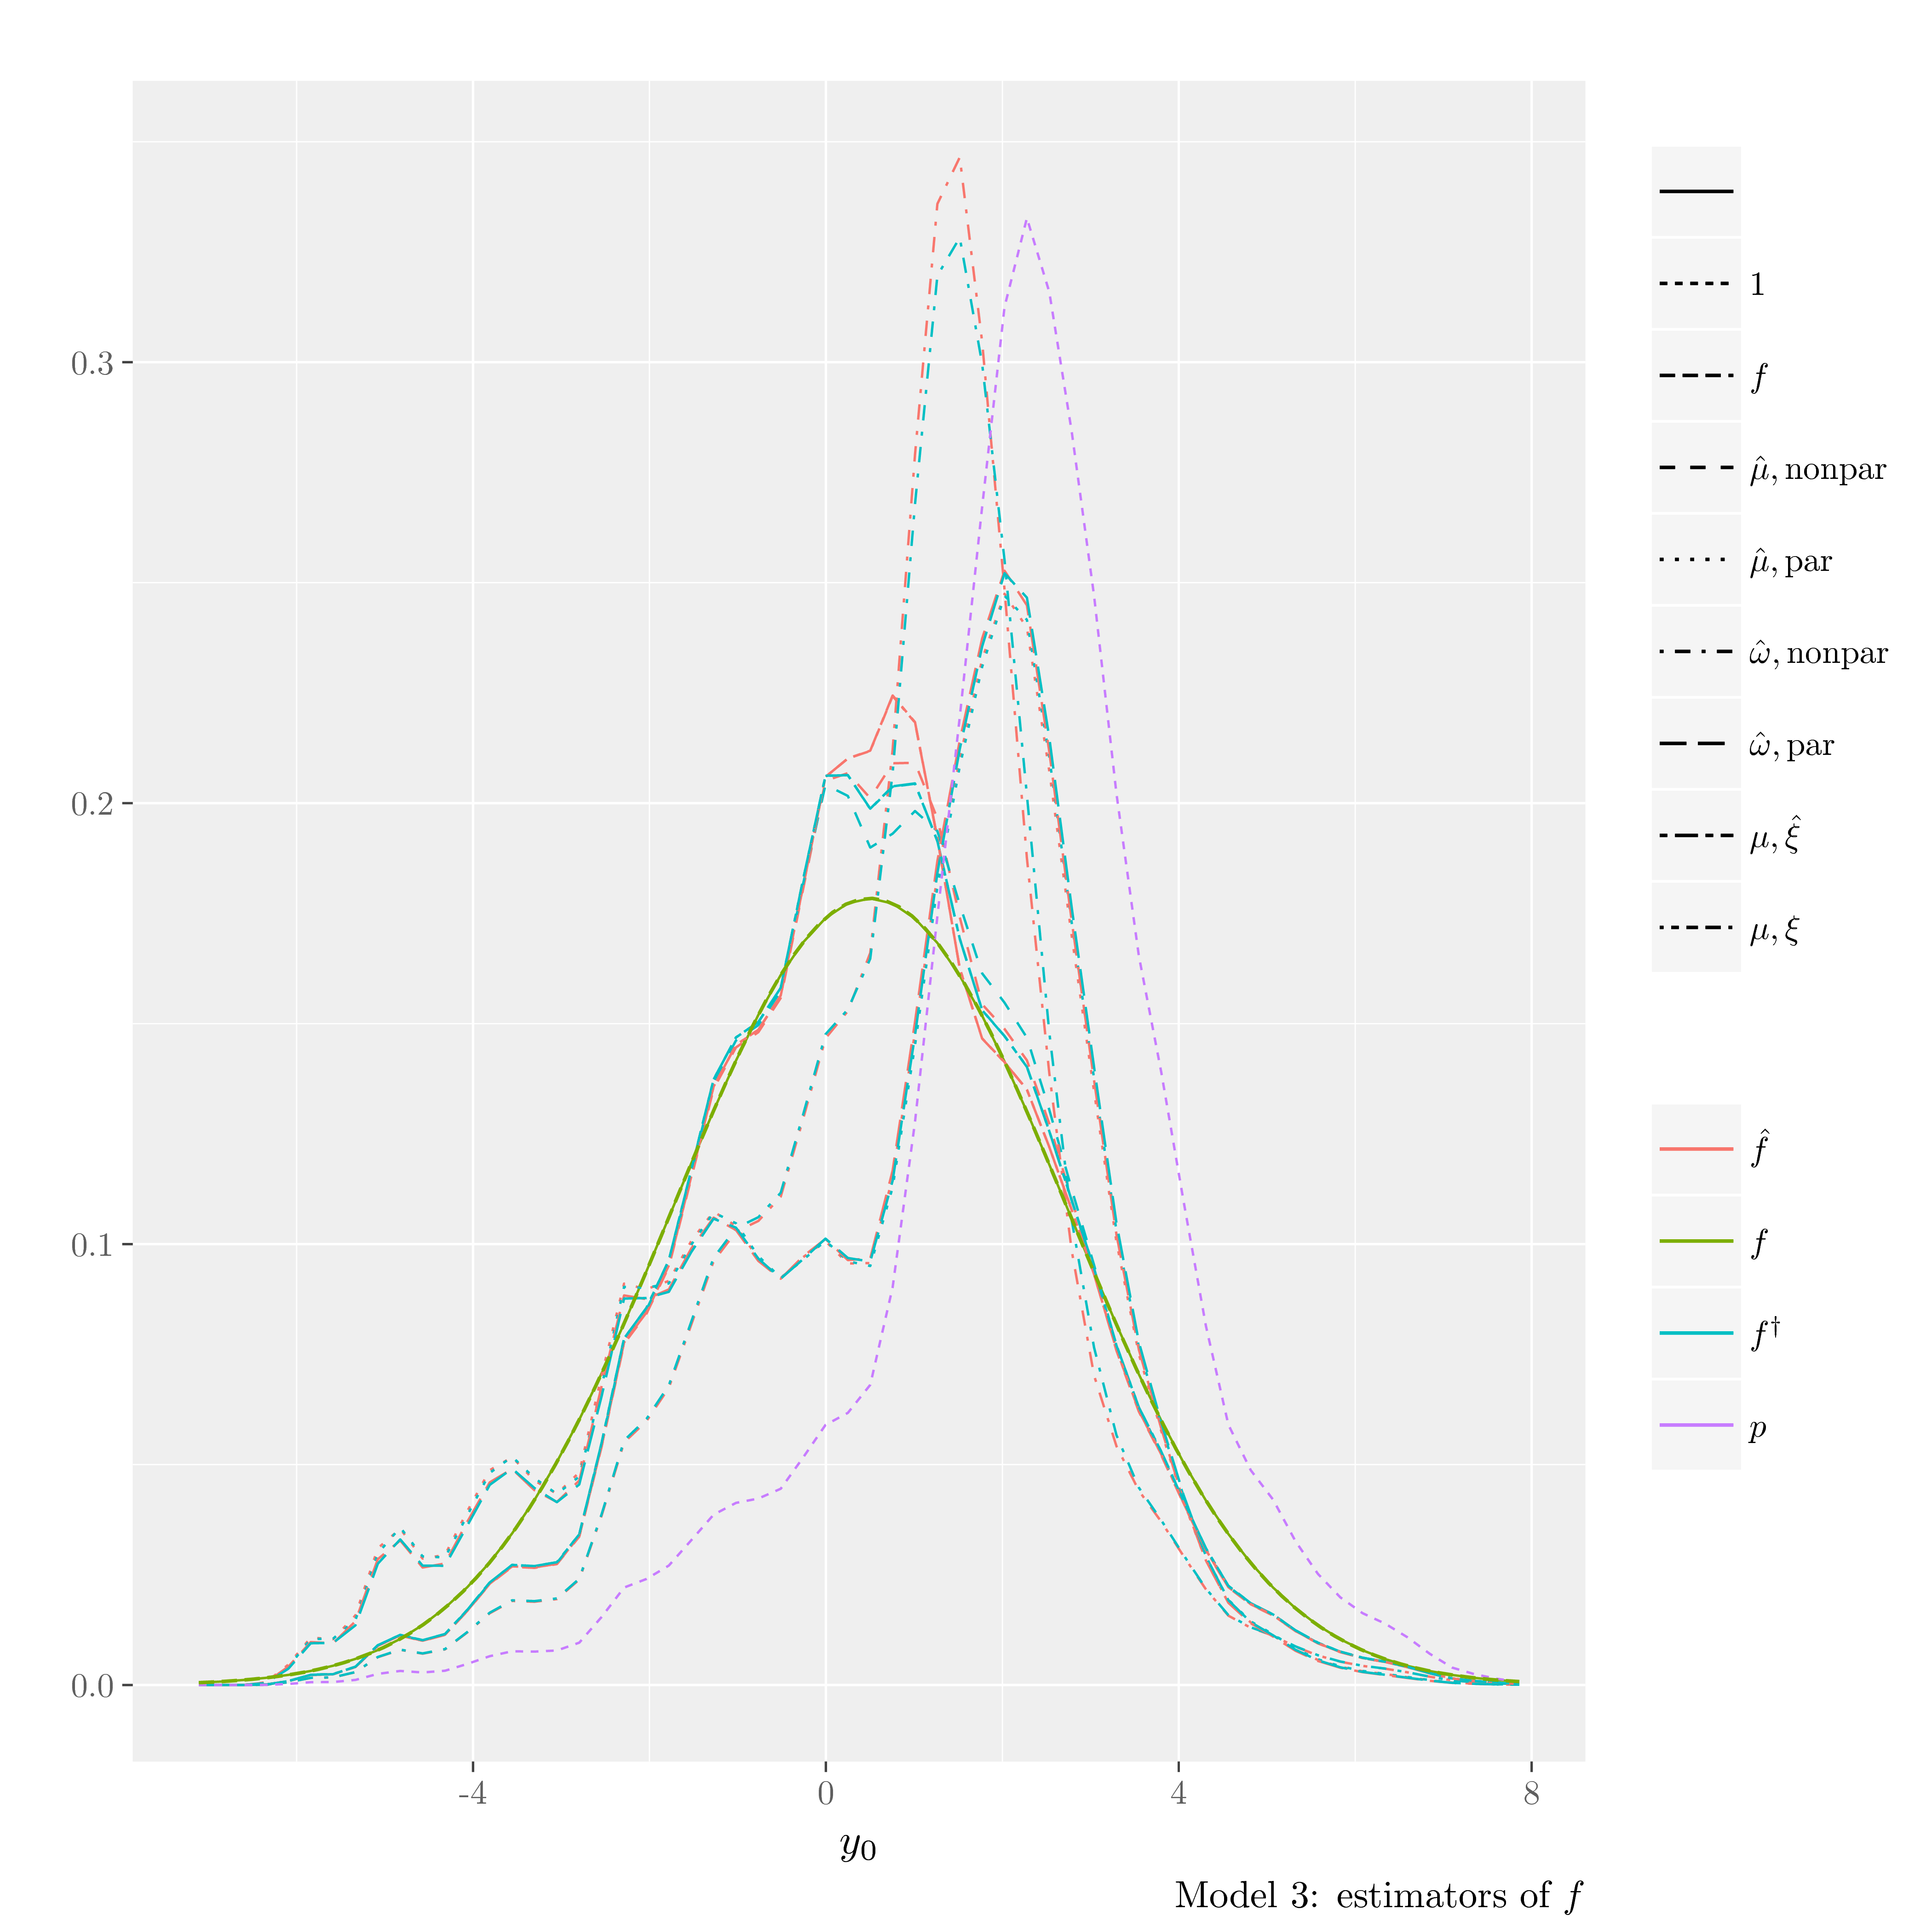 0.3
0.2
0.1
0.0
-4
0
4
8
y₀
Model 3: estimators of f
1
f
μ̂, nonpar
μ̂, par
ω̂, nonpar
ω̂, par
μ, ξ̂
μ, ξ
f̂
f
f†
p